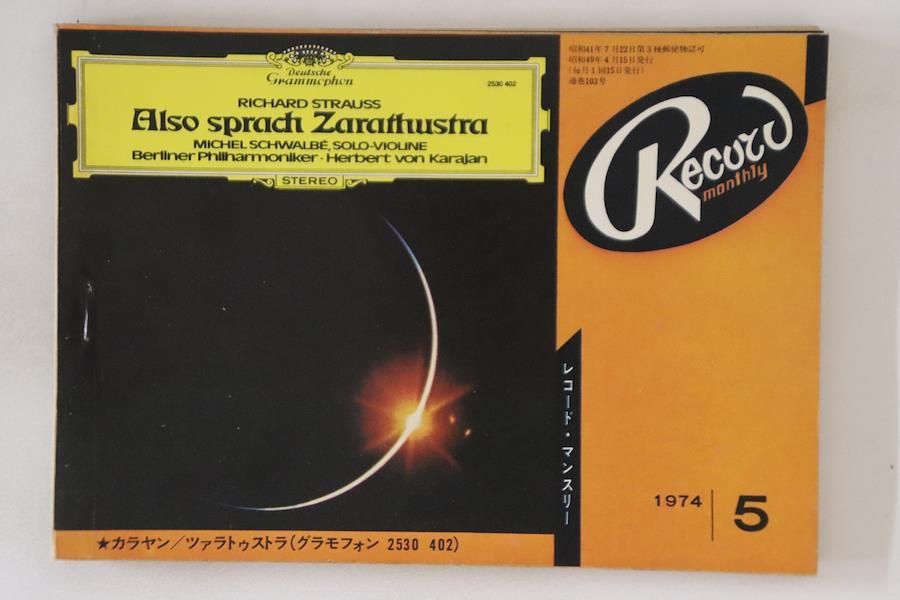 Deutsche
Grammophon
2530 402
RICHARD STRAUSS
Also sprach Zarathustra
MICHEL SCHWALBÉ, SOLO-VIOLINE
Berliner Philharmoniker · Herbert von Karajan
STEREO
昭和41年7月22日第3種郵便物認可
昭和49年4月15日発行
(毎月1回15日発行)
通巻103号
Record
monthly
レコード・マンスリー
1974 5
★カラヤン/ツァラトゥストラ(グラモフォン 2530 402)